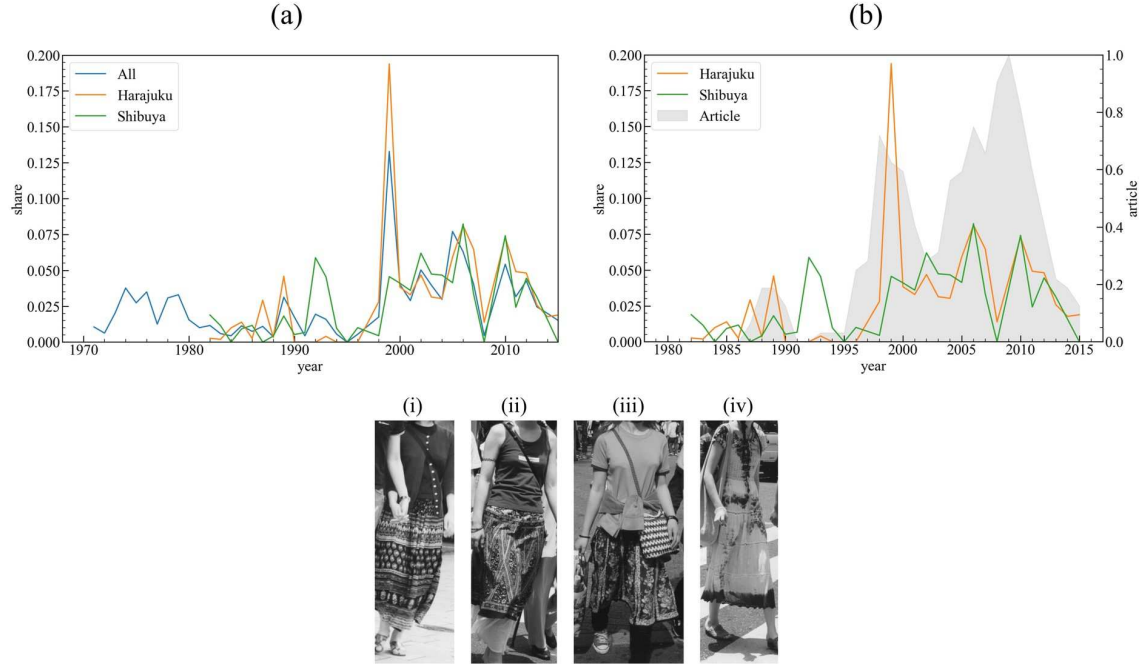 (a)
(b)
0.200
0.175
0.150
0.125
0.100
0.075
0.050
0.025
0.000
share
All
Harajuku
Shibuya
1970 1980 1990 2000 2010
year
0.200
0.175
0.150
0.125
0.100
0.075
0.050
0.025
0.000
share
Harajuku
Shibuya
Article
1.0
0.8
0.6
0.4
0.2
0.0
article
1980 1985 1990 1995 2000 2005 2010 2015
year
(i) (ii) (iii) (iv)